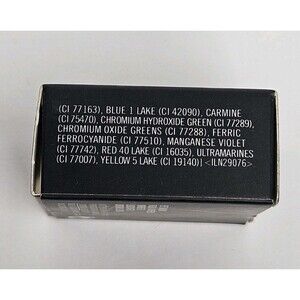 (CI 77163), BLUE 1 LAKE (CI 42090), CARMINE
(CI 75470), CHROMIUM HYDROXIDE GREEN (CI 77289),
CHROMIUM OXIDE GREENS (CI 77288), FERRIC
FERROCYANIDE (CI 77510), MANGANESE VIOLET
(CI 77742), RED 40 LAKE (CI 16035), ULTRAMARINES
(CI 77007), YELLOW 5 LAKE (CI 19140)] <ILN29076>